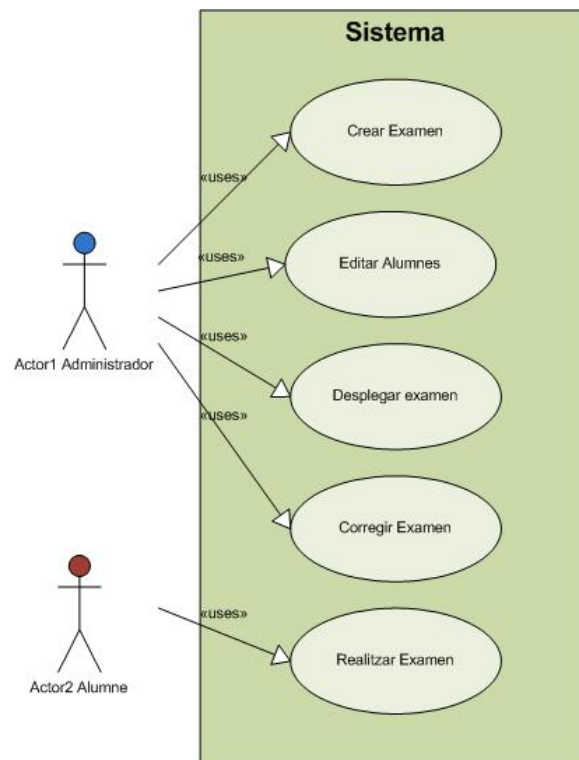 Sistema
Crear Examen
«uses»
Editar Alumnes
«uses»
Actor1 Administrador
«uses»
Desplegar examen
«uses»
Corregir Examen
Actor2 Alumne
«uses»
Realitzar Examen